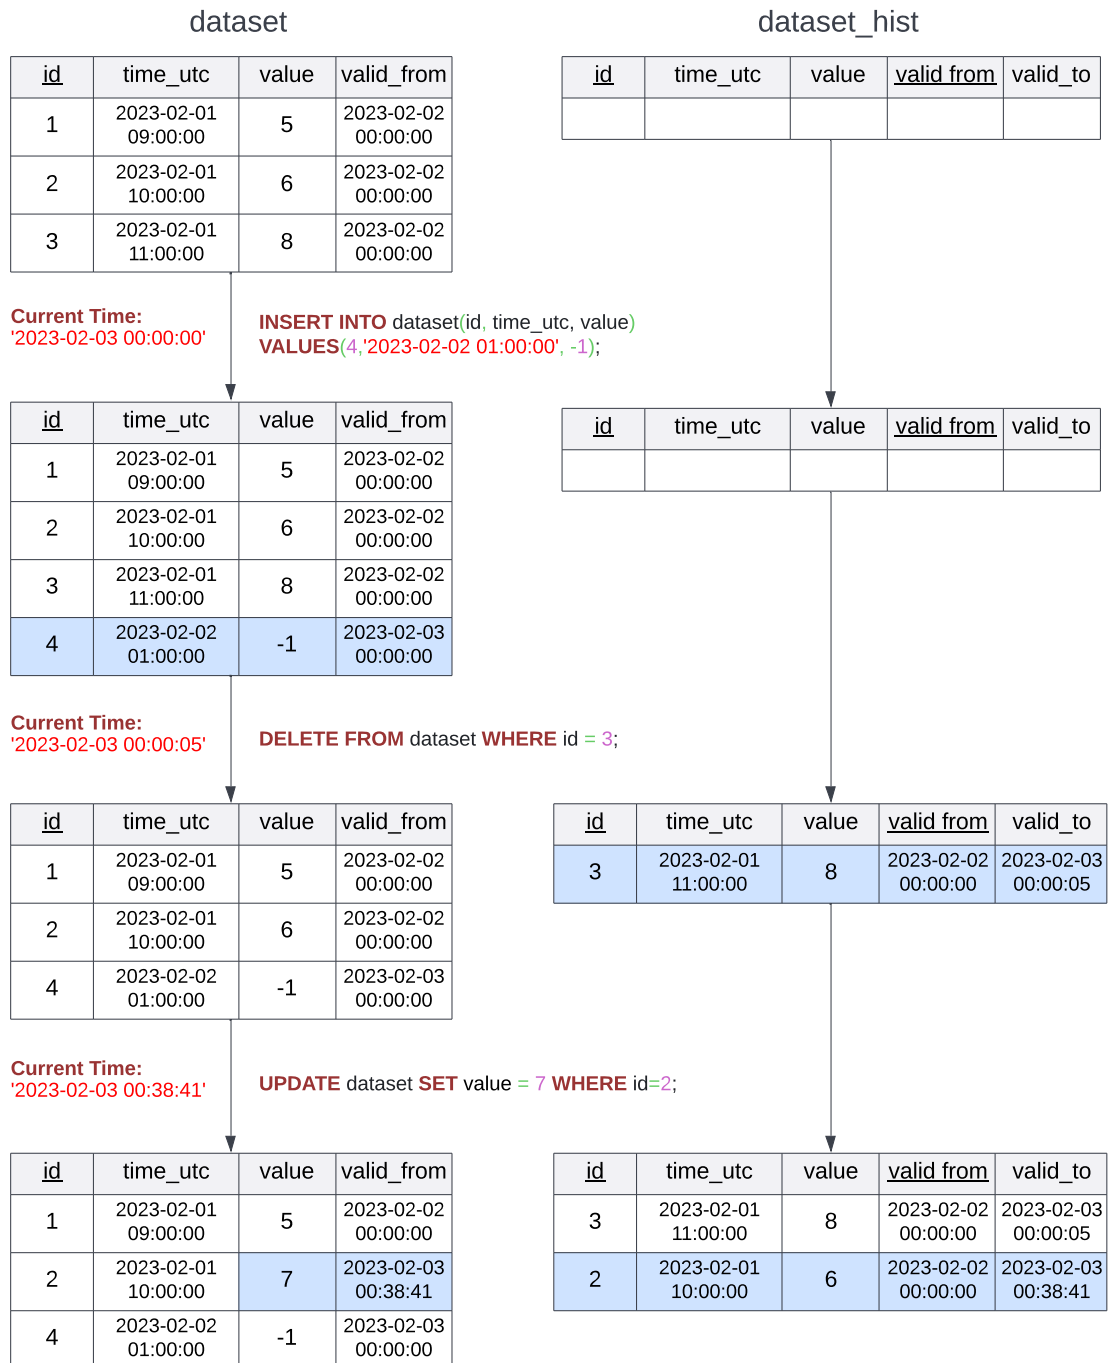 dataset
dataset_hist
id time_utc value valid_from
1 2023-02-01 09:00:00 5 2023-02-02 00:00:00
2 2023-02-01 10:00:00 6 2023-02-02 00:00:00
3 2023-02-01 11:00:00 8 2023-02-02 00:00:00
id time_utc value valid from valid_to
Current Time:
'2023-02-03 00:00:00'
INSERT INTO dataset(id, time_utc, value)
VALUES(4,'2023-02-02 01:00:00', -1);
id time_utc value valid_from
1 2023-02-01 09:00:00 5 2023-02-02 00:00:00
2 2023-02-01 10:00:00 6 2023-02-02 00:00:00
3 2023-02-01 11:00:00 8 2023-02-02 00:00:00
4 2023-02-02 01:00:00 -1 2023-02-03 00:00:00
id time_utc value valid from valid_to
Current Time:
'2023-02-03 00:00:05'
DELETE FROM dataset WHERE id = 3;
id time_utc value valid_from
1 2023-02-01 09:00:00 5 2023-02-02 00:00:00
2 2023-02-01 10:00:00 6 2023-02-02 00:00:00
4 2023-02-02 01:00:00 -1 2023-02-03 00:00:00
id time_utc value valid from valid_to
3 2023-02-01 11:00:00 8 2023-02-02 00:00:00 2023-02-03 00:00:05
Current Time:
'2023-02-03 00:38:41'
UPDATE dataset SET value = 7 WHERE id=2;
id time_utc value valid_from
1 2023-02-01 09:00:00 5 2023-02-02 00:00:00
2 2023-02-01 10:00:00 7 2023-02-03 00:38:41
4 2023-02-02 01:00:00 -1 2023-02-03 00:00:00
id time_utc value valid from valid_to
3 2023-02-01 11:00:00 8 2023-02-02 00:00:00 2023-02-03 00:00:05
2 2023-02-01 10:00:00 6 2023-02-02 00:00:00 2023-02-03 00:38:41